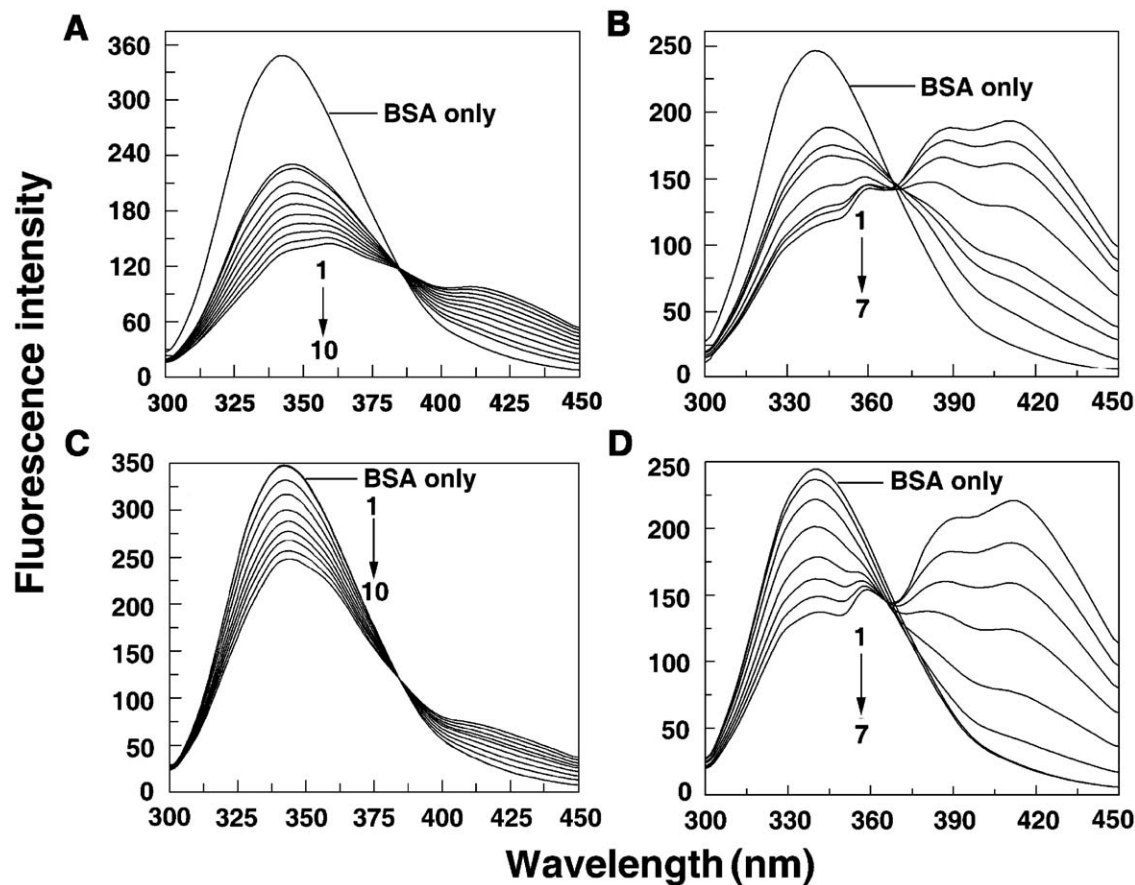 Fluorescence intensity
A
360
300
240
180
120
60
0
BSA only
1
10
300 325 350 375 400 425 450
B
250
200
150
100
50
0
BSA only
1
7
300 330 360 390 420 450
C
350
300
250
200
150
100
50
0
BSA only
1
10
300 325 350 375 400 425 450
D
250
200
150
100
50
0
BSA only
1
7
300 330 360 390 420 450
Wavelength (nm)